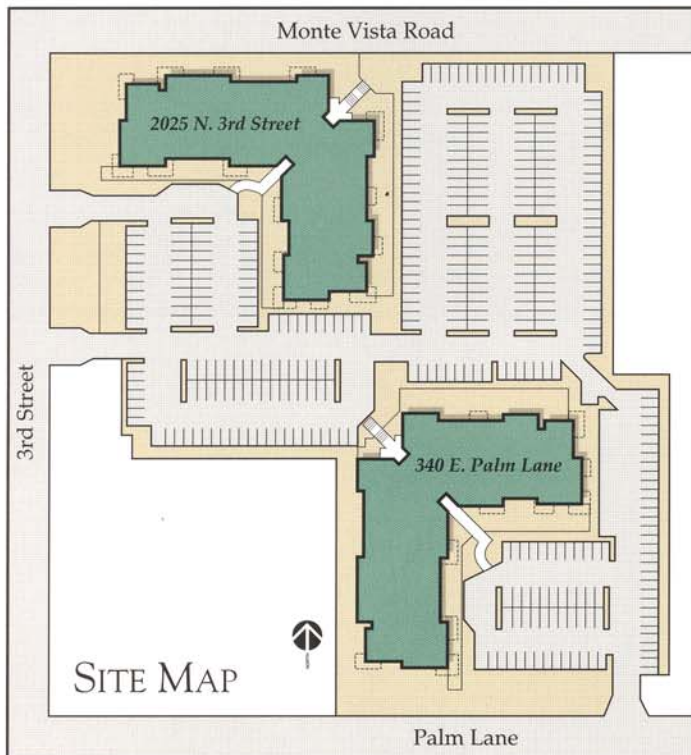 Monte Vista Road
2025 N. 3rd Street
3rd Street
340 E. Palm Lane
SITE MAP
Palm Lane